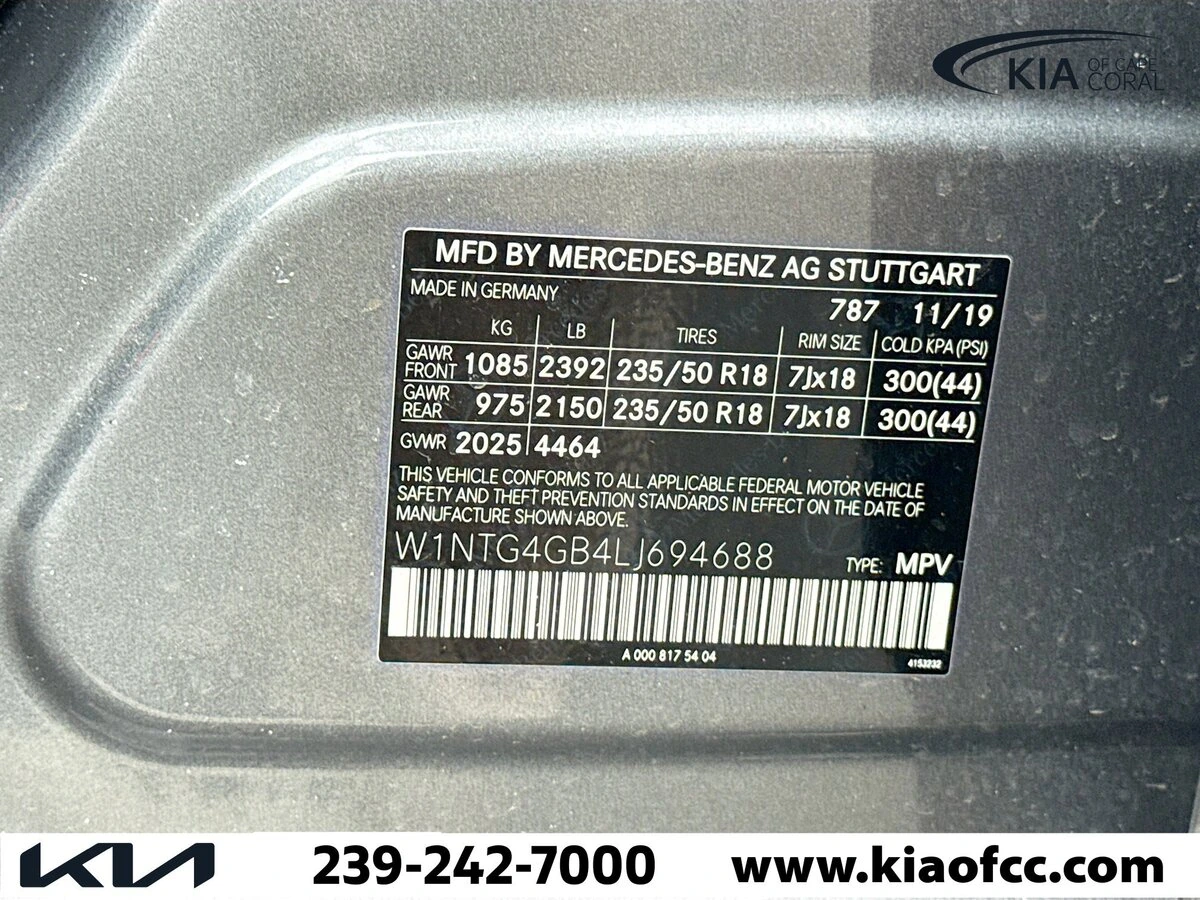 KIA OF CAPE CORAL
MFD BY MERCEDES-BENZ AG STUTTGART
MADE IN GERMANY 787 11/19
KG LB TIRES RIM SIZE COLD KPA (PSI)
GAWR FRONT 1085 2392 235/50 R18 7Jx18 300(44)
GAWR REAR 975 2150 235/50 R18 7Jx18 300(44)
GVWR 2025 4464
THIS VEHICLE CONFORMS TO ALL APPLICABLE FEDERAL MOTOR VEHICLE
SAFETY AND THEFT PREVENTION STANDARDS IN EFFECT ON THE DATE OF
MANUFACTURE SHOWN ABOVE.
W1NTG4GB4LJ694688 TYPE: MPV
A 000 817 54 04 4153232
KIA 239-242-7000 www.kiaofcc.com